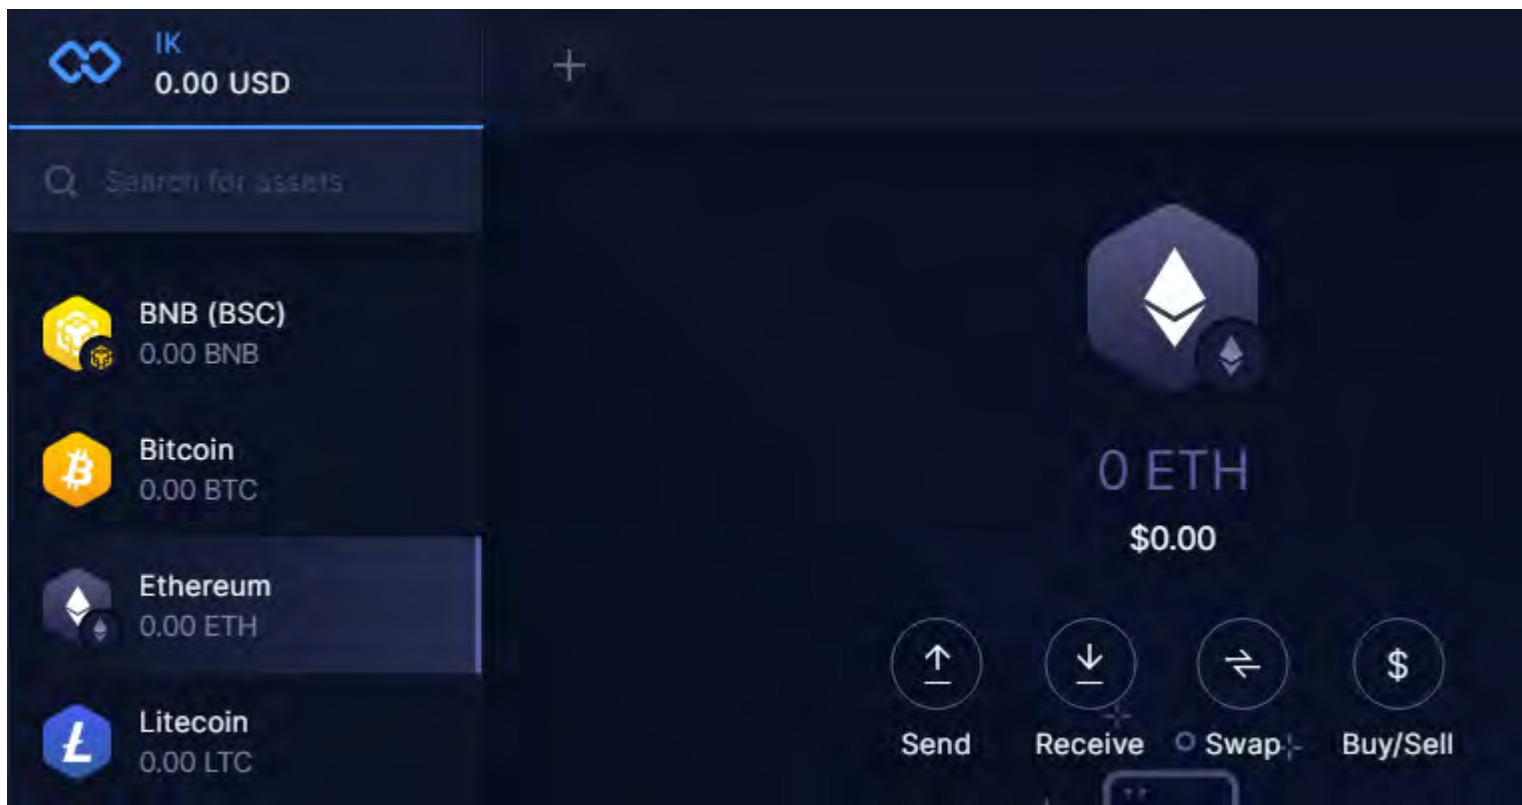 IK
0.00 USD
Search for assets
BNB (BSC)
0.00 BNB
Bitcoin
0.00 BTC
Ethereum
0.00 ETH
Litecoin
0.00 LTC
0 ETH
$0.00
Send
Receive
Swap
Buy/Sell